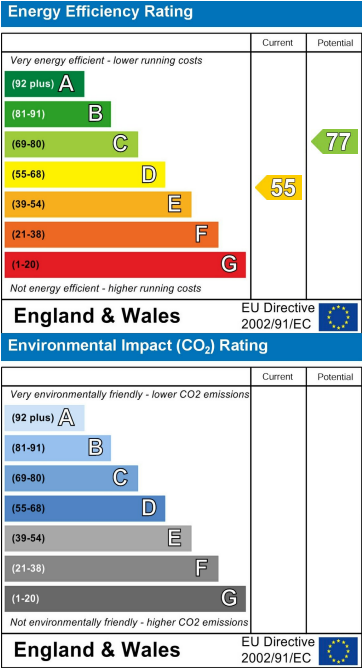 Energy Efficiency Rating
Current Potential
Very energy efficient - lower running costs
(92 plus) A
(81-91) B
(69-80) C
77
(55-68) D
55
(39-54) E
(21-38) F
(1-20) G
Not energy efficient - higher running costs
England & Wales
EU Directive
2002/91/EC
Environmental Impact (CO₂) Rating
Current Potential
Very environmentally friendly - lower CO2 emissions
(92 plus) A
(81-91) B
(69-80) C
(55-68) D
(39-54) E
(21-38) F
(1-20) G
Not environmentally friendly - higher CO2 emissions
England & Wales
EU Directive
2002/91/EC